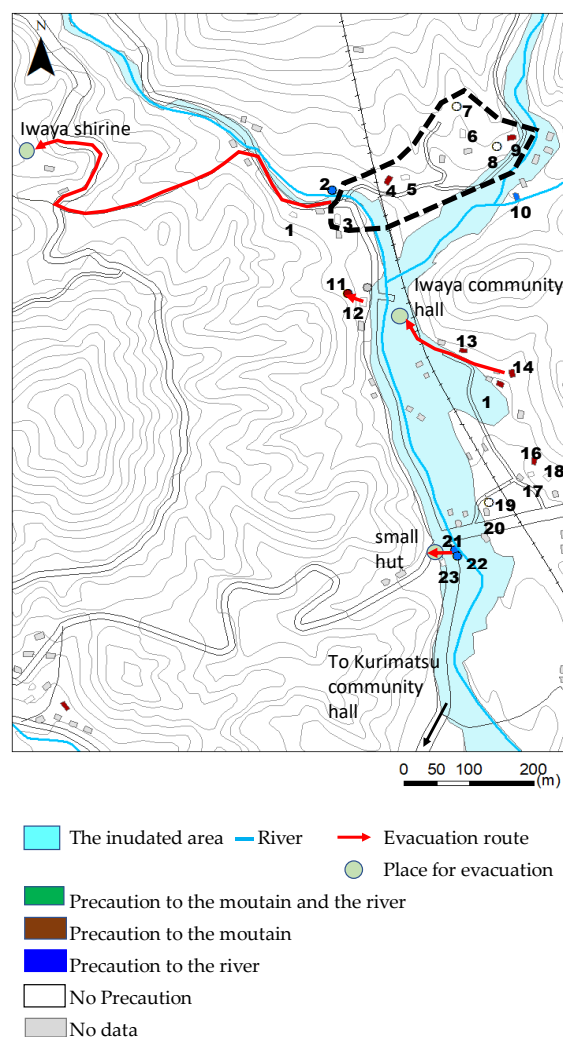 N
Iwaya shirine
7
6
8
9
2
4
5
10
3
1
11
12
Iwaya community
hall
13
14
1
16
18
17
19
20
small
hut
21
22
23
To Kurimatsu
community
hall
0 50 100 200
(m)
The inudated area River Evacuation route
Place for evacuation
Precaution to the moutain and the river
Precaution to the moutain
Precaution to the river
No Precaution
No data